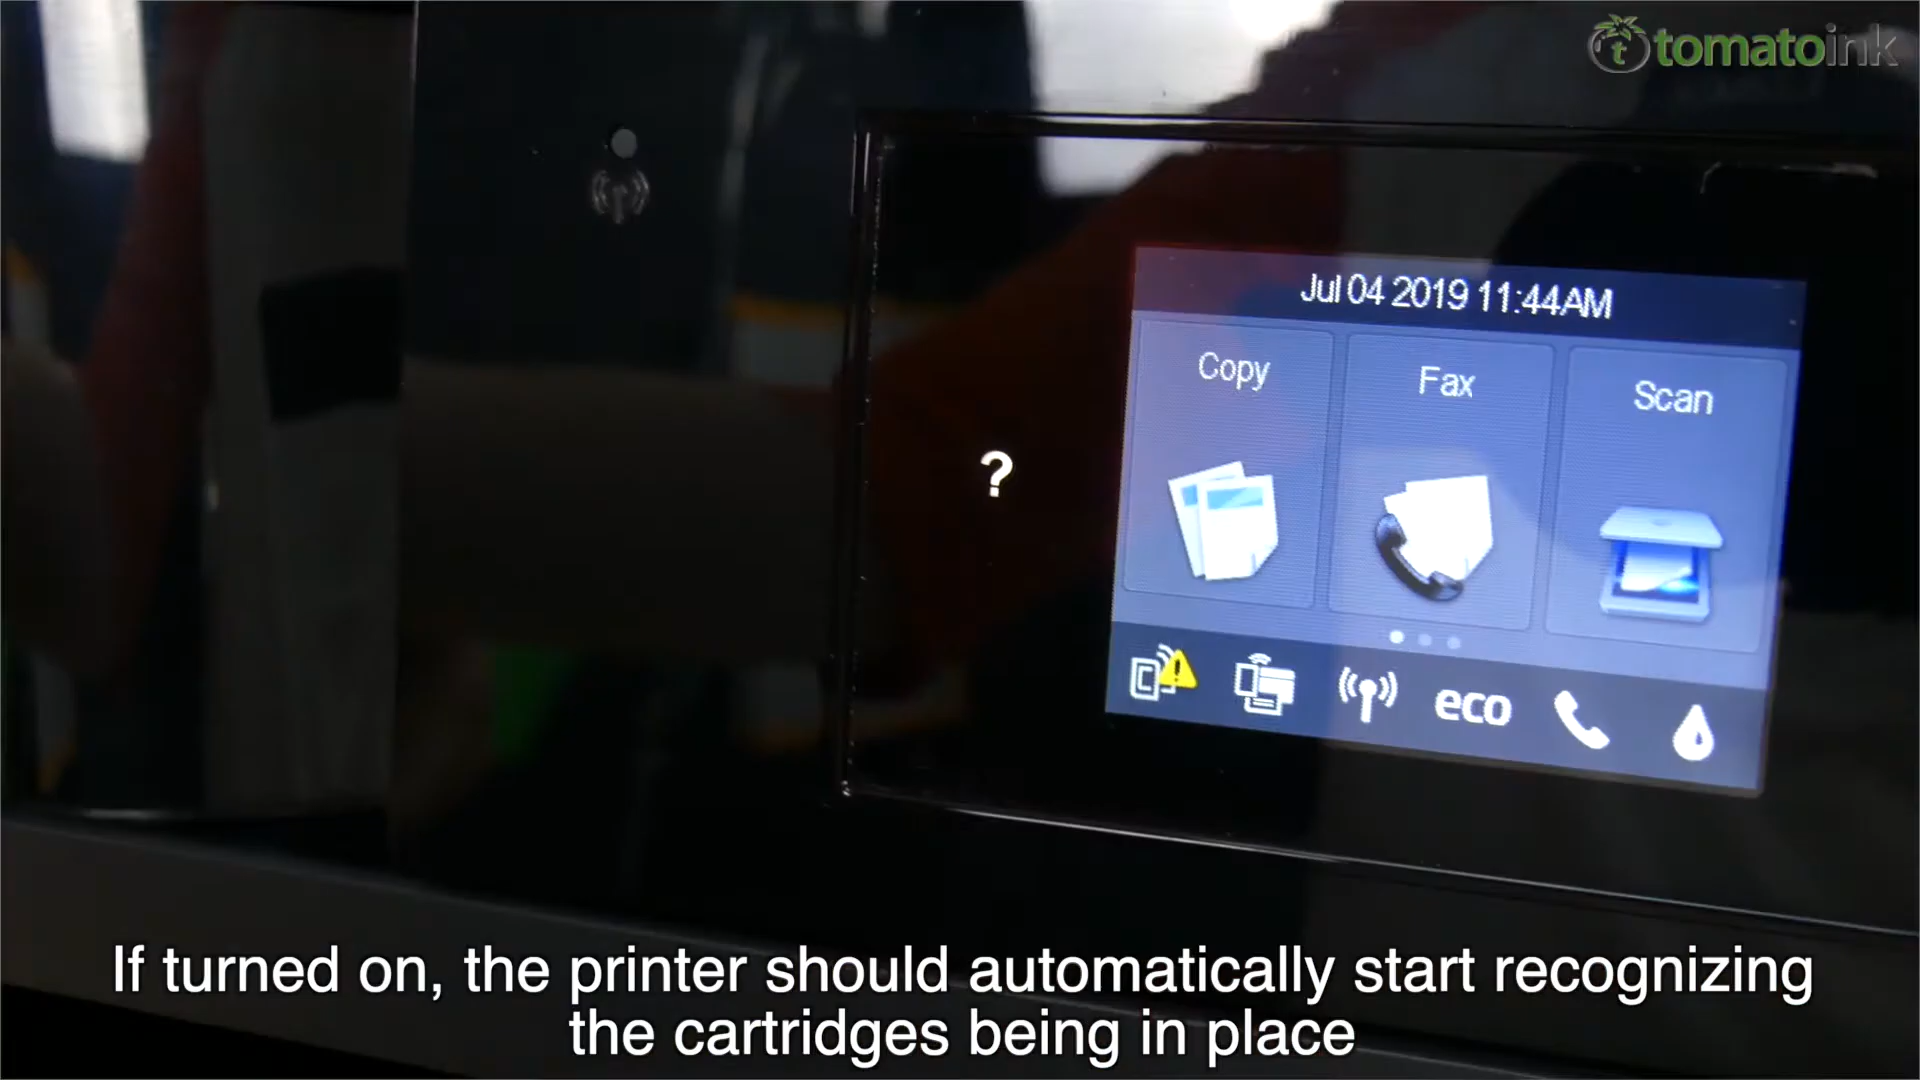 tomatoink
Jul 04 2019 11:44AM
Copy
Fax
Scan
?
eco
If turned on, the printer should automatically start recognizing
the cartridges being in place